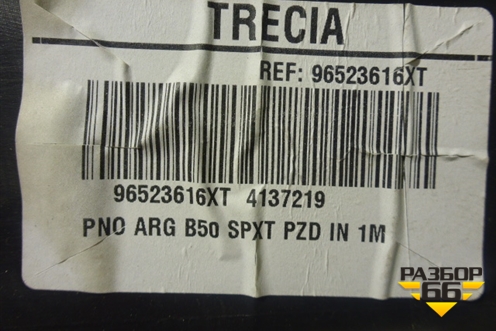 TRECIA
REF: 96523616XT
96523616XT 4137219
PNO ARG B50 SPXT PZD IN 1M
РАЗБОР
66